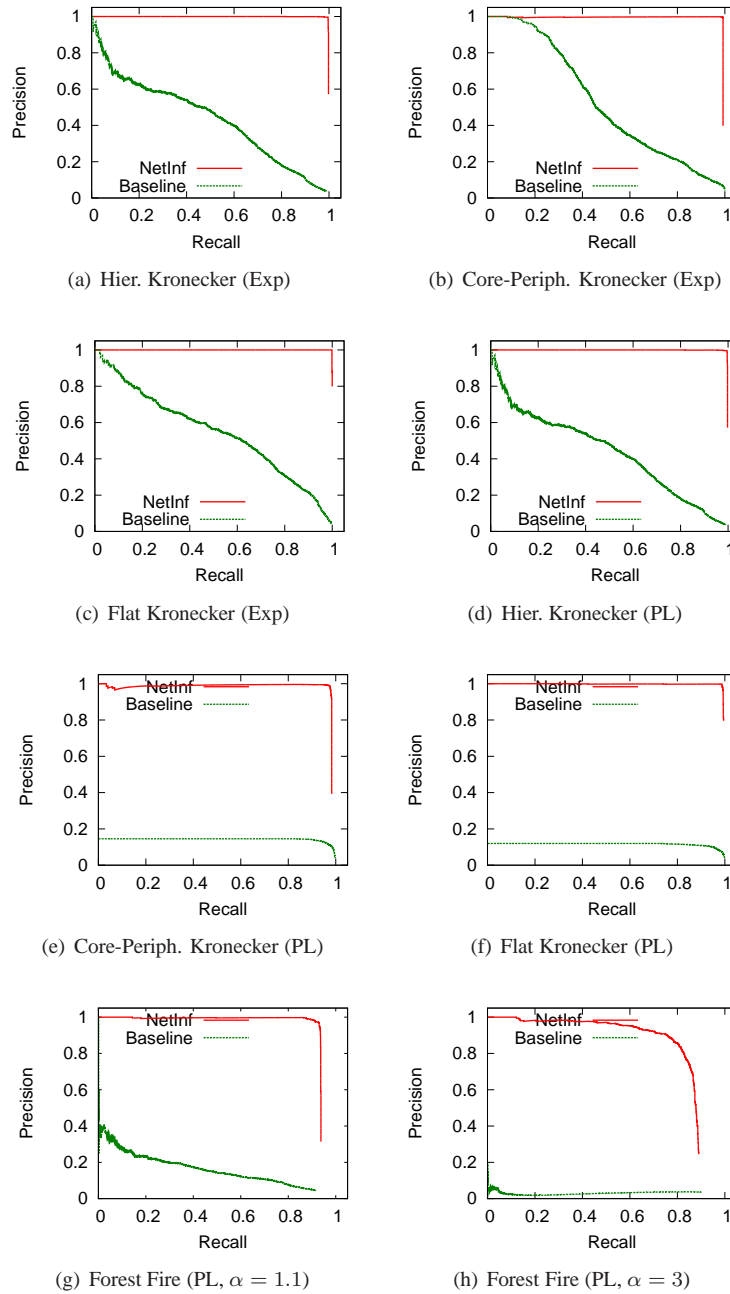 1
0.8
0.6
0.4
0.2
0
0 0.2 0.4 0.6 0.8 1
Precision
Recall
NetInf
Baseline
(a) Hier. Kronecker (Exp)
1
0.8
0.6
0.4
0.2
0
0 0.2 0.4 0.6 0.8 1
Precision
Recall
NetInf
Baseline
(b) Core-Periph. Kronecker (Exp)
1
0.8
0.6
0.4
0.2
0
0 0.2 0.4 0.6 0.8 1
Precision
Recall
NetInf
Baseline
(c) Flat Kronecker (Exp)
1
0.8
0.6
0.4
0.2
0
0 0.2 0.4 0.6 0.8 1
Precision
Recall
NetInf
Baseline
(d) Hier. Kronecker (PL)
1
0.8
0.6
0.4
0.2
0
0.2 0.4 0.6 0.8 1
Precision
Recall
NetInf
Baseline
(e) Core-Periph. Kronecker (PL)
1
0.8
0.6
0.4
0.2
0
0.2 0.4 0.6 0.8 1
Precision
Recall
NetInf
Baseline
(f) Flat Kronecker (PL)
1
0.8
0.6
0.4
0.2
0
0.2 0.4 0.6 0.8 1
Precision
Recall
NetInf
Baseline
(g) Forest Fire (PL, α = 1.1)
1
0.8
0.6
0.4
0.2
0
0.2 0.4 0.6 0.8 1
Precision
Recall
NetInf
Baseline
(h) Forest Fire (PL, α = 3)